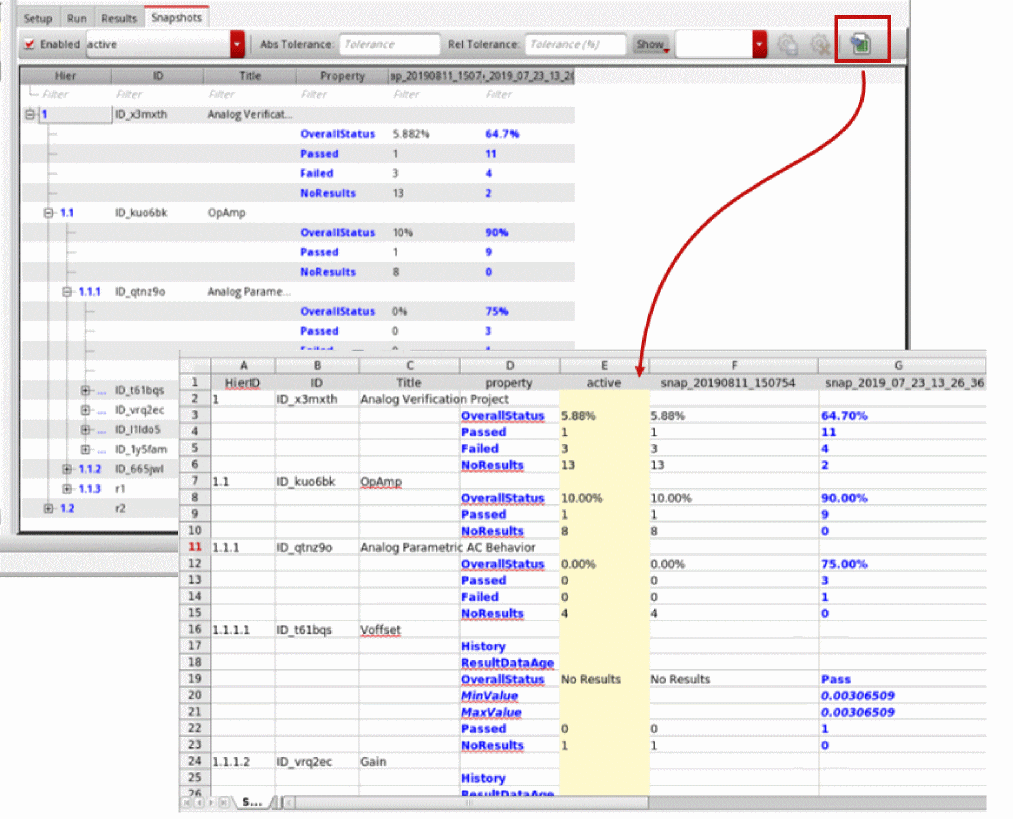 Setup Run Results Snapshots
Enabled active Abs Tolerance: Tolerance Rel Tolerance: Tolerance (%) Show
Hier ID Title Property _2019_07_23_13_26
Filter Filter Filter Filter Filter Filter
1 ID_x3mxth Analog Verificat...
OverallStatus 5.882% 64.7%
Passed 1 11
Failed 3 4
NoResults 13 2
1.1 ID_kuo6bk OpAmp
OverallStatus 10% 90%
Passed 1 9
NoResults 8 0
1.1.1 ID_qtnz9o Analog Parame...
OverallStatus 0% 75%
Passed 0 3
... ID_t61bqs
... ID_vrq2ec
...
... ID_1y5fam
1.1.2 ID_665jwl
1.1.3 r1
1.2 r2
A B C D E F G
1 HierID ID Title property active snap_20190811_150754 snap_2019_07_23_13_26_36
2 1 ID_x3mxth Analog Verification Project
3 OverallStatus 5.88% 5.88% 64.70%
4 Passed 1 1 11
5 Failed 3 3 4
6 NoResults 13 13 2
7 1.1 ID_kuo6bk OpAmp
8 OverallStatus 10.00% 10.00% 90.00%
9 Passed 1 1 9
10 NoResults 8 8 0
11 1.1.1 ID_qtnz9o Analog Parametric AC Behavior
12 OverallStatus 0.00% 0.00% 75.00%
13 Passed 0 0 3
14 Failed 0 0 1
15 NoResults 4 4 0
16 1.1.1.1 ID_t61bqs Voffset
17 History
18 ResultDataAge
19 OverallStatus No Results No Results Pass
20 MinValue 0.00306509
21 MaxValue 0.00306509
22 Passed 0 0 1
23 NoResults 1 1 0
24 1.1.1.2 ID_vrq2ec Gain
25 History
26 ResultDataAge
S...